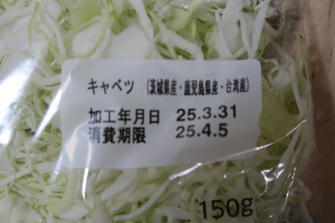 キャベツ (茨城県産・鹿児島県産・台湾産)
加工年月日 25.3.31
消費期限 25.4.5
150g